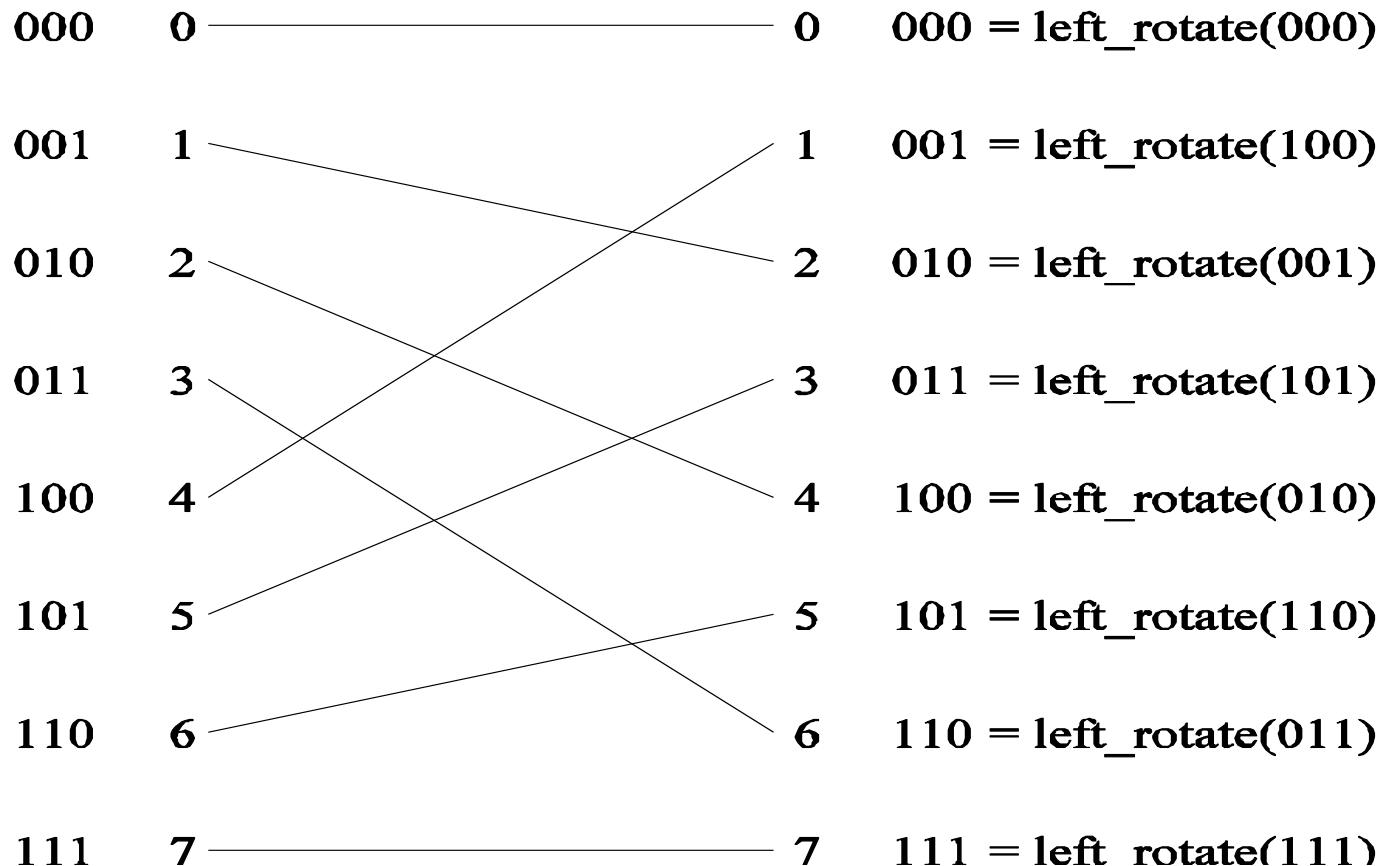 000 0 0 000 = left_rotate(000)
001 1 1 001 = left_rotate(100)
010 2 2 010 = left_rotate(001)
011 3 3 011 = left_rotate(101)
100 4 4 100 = left_rotate(010)
101 5 5 101 = left_rotate(110)
110 6 6 110 = left_rotate(011)
111 7 7 111 = left_rotate(111)